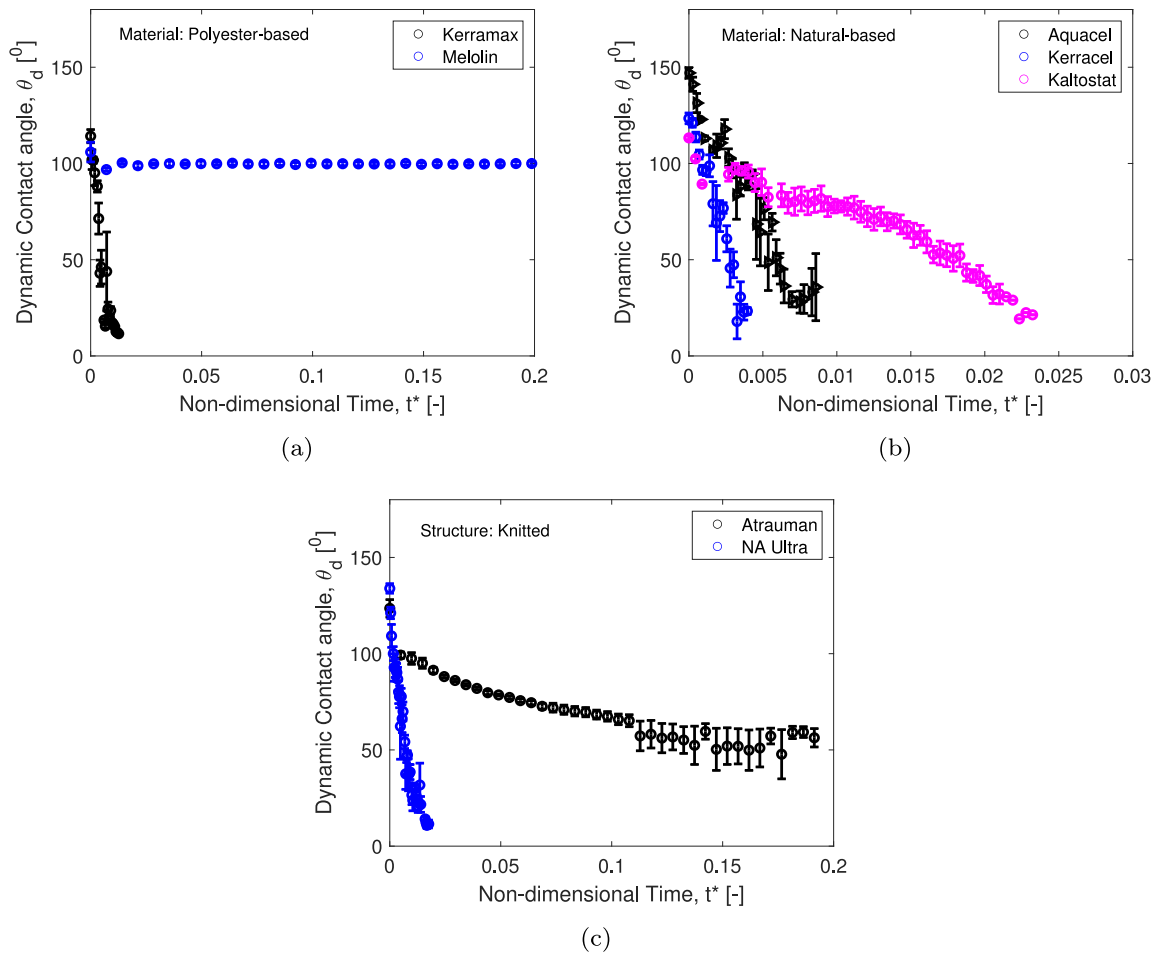 Material: Polyester-based
Kerramax
Melolin
150
100
50
0
Dynamic Contact angle, θ_d [⁰]
0 0.05 0.1 0.15 0.2
Non-dimensional Time, t* [-]
(a)
Material: Natural-based
Aquacel
Kerracel
Kaltostat
150
100
50
0
Dynamic Contact angle, θ_d [⁰]
0 0.005 0.01 0.015 0.02 0.025 0.03
Non-dimensional Time, t* [-]
(b)
Structure: Knitted
Atrauman
NA Ultra
150
100
50
0
Dynamic Contact angle, θ_d [⁰]
0 0.05 0.1 0.15 0.2
Non-dimensional Time, t* [-]
(c)